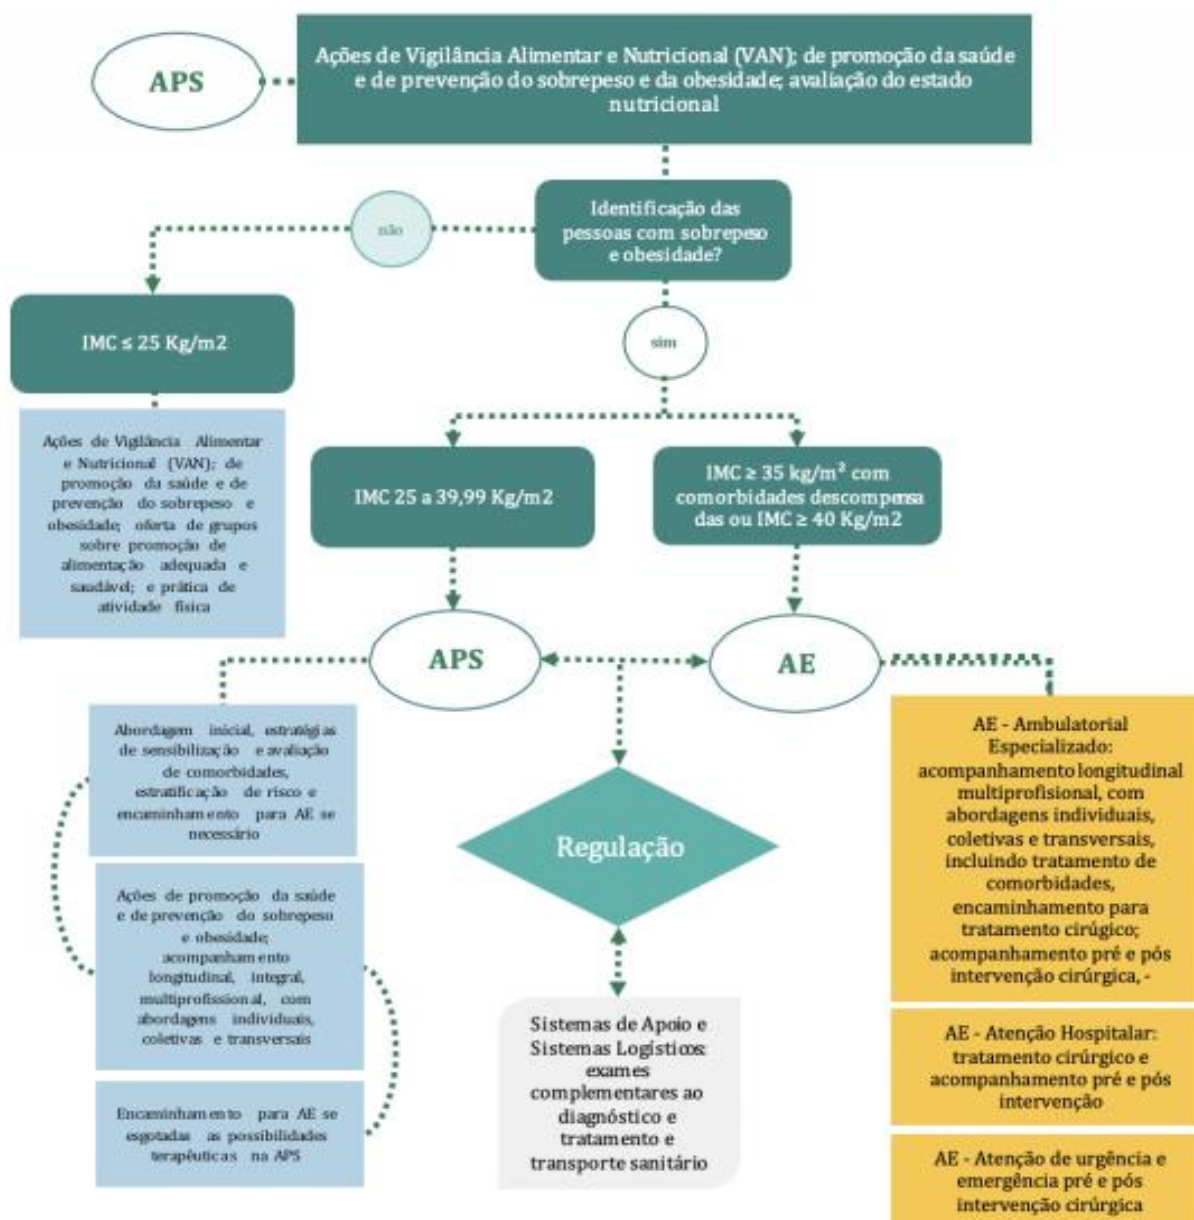 APS
Ações de Vigilância Alimentar e Nutricional (VAN); de promoção da saúde
e de prevenção do sobrepeso e da obesidade; avaliação do estado
nutricional
Identificação das
pessoas com sobrepeso
e obesidade?
não
sim
IMC ≤ 25 Kg/m2
Ações de Vigilância Alimentar
e Nutricional (VAN); de
promoção da saúde e de
prevenção do sobrepeso e
obesidade; oferta de grupos
sobre promoção de
alimentação adequada e
saudável; e prática de
atividade física
IMC 25 a 39,99 Kg/m2
IMC ≥ 35 kg/m² com
comorbidades descompensa
das ou IMC ≥ 40 Kg/m2
APS
AE
Abordagem inicial, estratégias
de sensibilização e avaliação
de comorbidades,
estratificação de risco e
encaminhamento para AE se
necessário
Ações de promoção da saúde
e de prevenção do sobrepeso
e obesidade;
acompanhamento
longitudinal, integral,
multiprofissional, com
abordagens individuais,
coletivas e transversais
Encaminhamento para AE se
esgotadas as possibilidades
terapêuticas na APS
Regulação
Sistemas de Apoio e
Sistemas Logísticos:
exames
complementares ao
diagnóstico e
tratamento e
transporte sanitário
AE - Ambulatorial
Especializado:
acompanhamento longitudinal
multiprofisional, com
abordagens individuais,
coletivas e transversais,
incluindo tratamento de
comorbidades,
encaminhamento para
tratamento cirúgico;
acompanhamento pré e pós
intervenção cirúrgica, -
AE - Atenção Hospitalar:
tratamento cirúrgico e
acompanhamento pré e pós
intervenção
AE - Atenção de urgência e
emergência pré e pós
intervenção cirúrgica